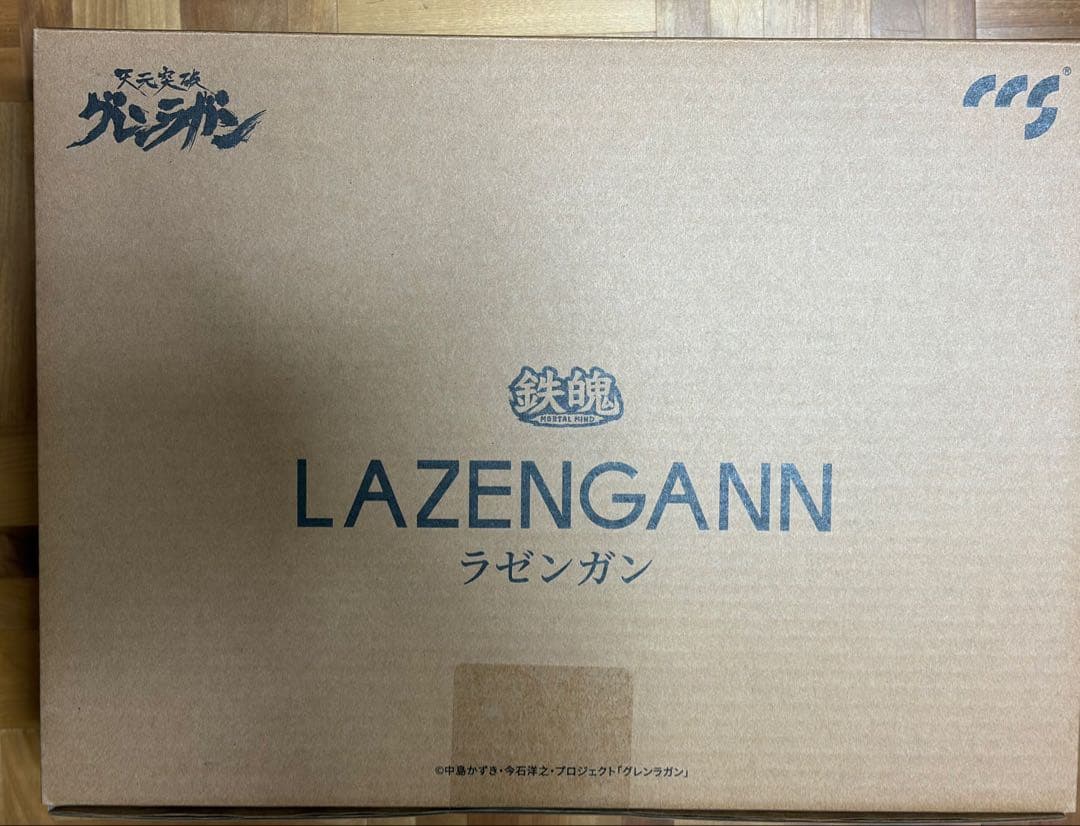 天元突破
グレンラガン
ccs®
鉄魄
MORTAL MIND
LAZENGANN
ラゼンガン
©中島かずき・今石洋之・プロジェクト「グレンラガン」